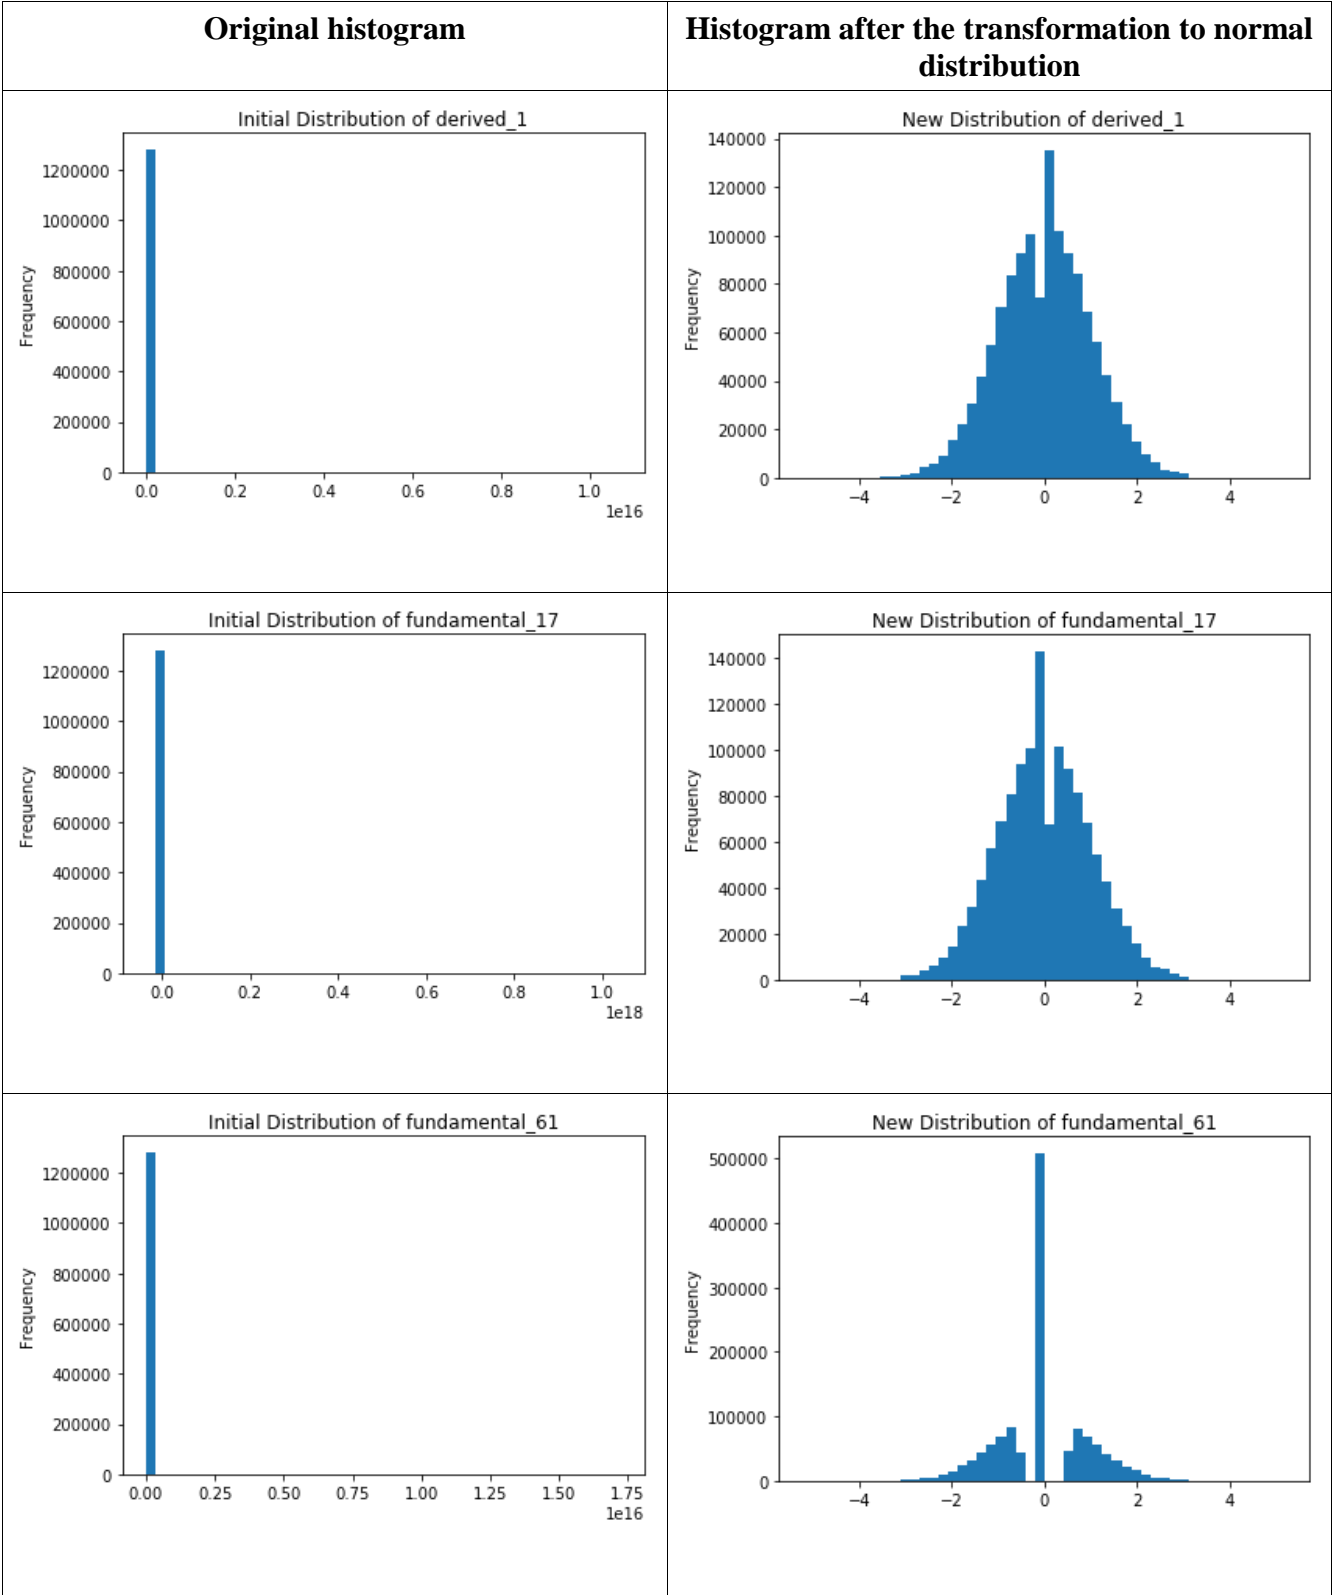 Original histogram
Histogram after the transformation to normal
distribution
Initial Distribution of derived_1
Frequency
1200000
1000000
800000
600000
400000
200000
0
0.0 0.2 0.4 0.6 0.8 1.0
1e16
New Distribution of derived_1
Frequency
140000
120000
100000
80000
60000
40000
20000
0
−4 −2 0 2 4
Initial Distribution of fundamental_17
Frequency
1200000
1000000
800000
600000
400000
200000
0
0.0 0.2 0.4 0.6 0.8 1.0
1e18
New Distribution of fundamental_17
Frequency
140000
120000
100000
80000
60000
40000
20000
0
−4 −2 0 2 4
Initial Distribution of fundamental_61
Frequency
1200000
1000000
800000
600000
400000
200000
0
0.00 0.25 0.50 0.75 1.00 1.25 1.50 1.75
1e16
New Distribution of fundamental_61
Frequency
500000
400000
300000
200000
100000
0
−4 −2 0 2 4